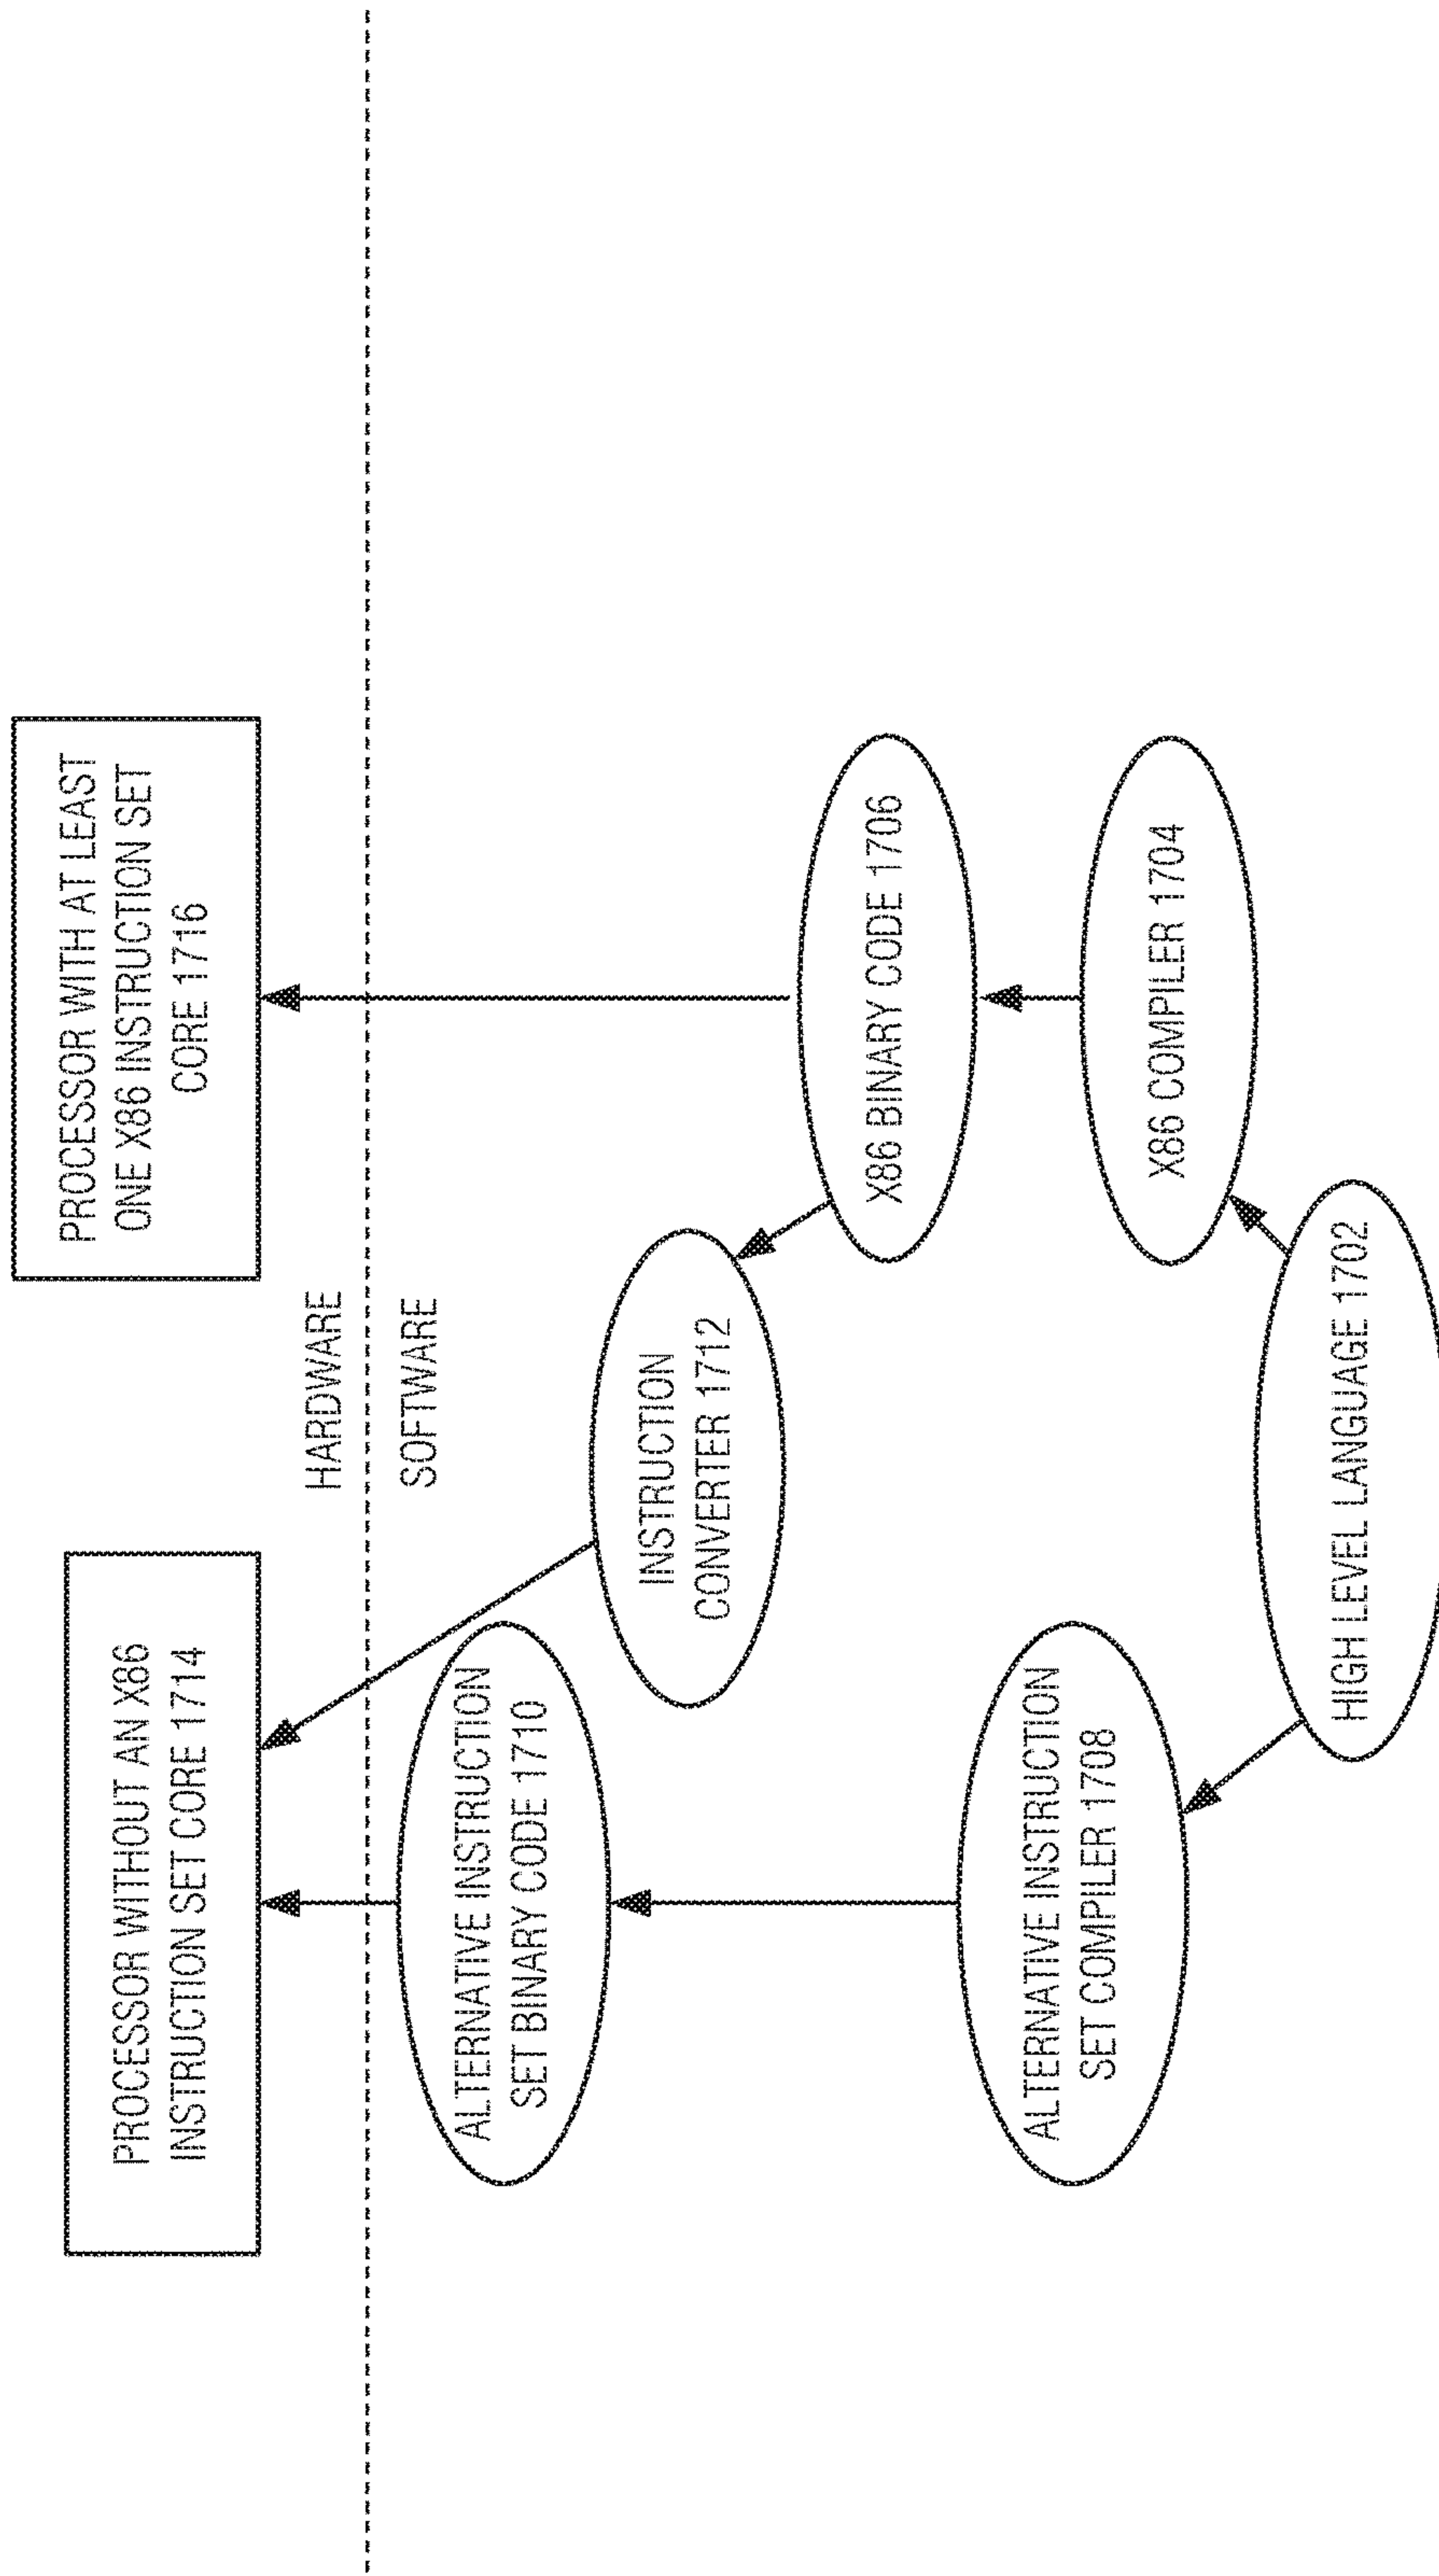 PROCESSOR WITHOUT AN X86
INSTRUCTION SET CORE 1714
PROCESSOR WITH AT LEAST
ONE X86 INSTRUCTION SET
CORE 1716
HARDWARE
SOFTWARE
ALTERNATIVE INSTRUCTION
SET BINARY CODE 1710
INSTRUCTION
CONVERTER 1712
X86 BINARY CODE 1706
ALTERNATIVE INSTRUCTION
SET COMPILER 1708
X86 COMPILER 1704
HIGH LEVEL LANGUAGE 1702